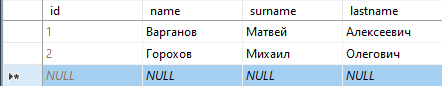 id name surname lastname
1 Варганов Матвей Алексеевич
2 Горохов Михаил Олегович
NULL NULL NULL NULL